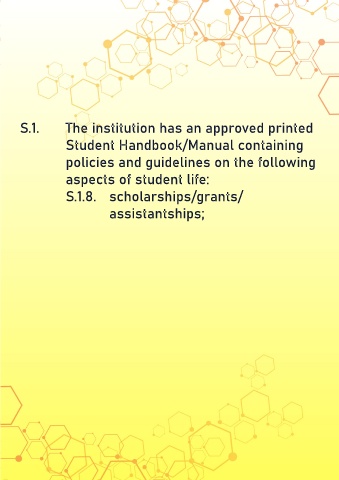 S.1. The institution has an approved printed
Student Handbook/Manual containing
policies and guidelines on the following
aspects of student life:
S.1.8. scholarships/grants/
assistantships;